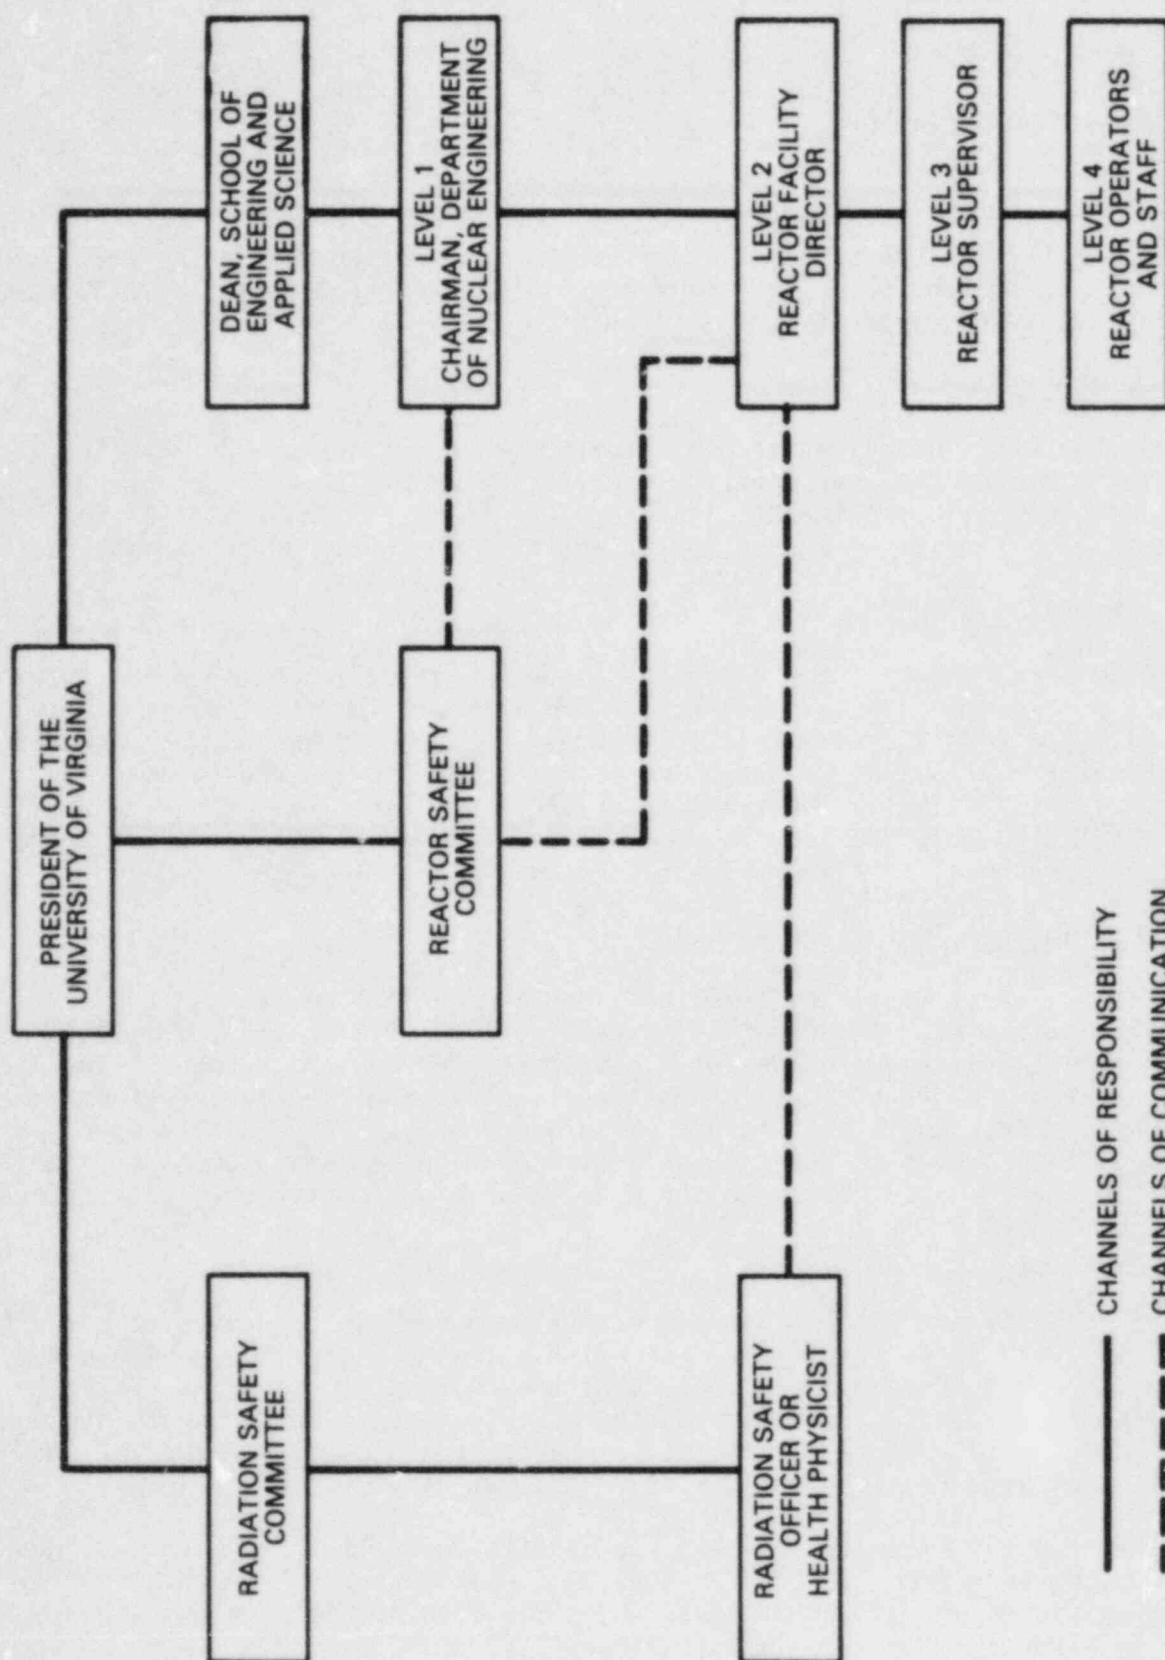 PRESIDENT OF THE
UNIVERSITY OF VIRGINIA
RADIATION SAFETY
COMMITTEE
DEAN, SCHOOL OF
ENGINEERING AND
APPLIED SCIENCE
REACTOR SAFETY
COMMITTEE
LEVEL 1
CHAIRMAN, DEPARTMENT
OF NUCLEAR ENGINEERING
RADIATION SAFETY
OFFICER OR
HEALTH PHYSICIST
LEVEL 2
REACTOR FACILITY
DIRECTOR
LEVEL 3
REACTOR SUPERVISOR
LEVEL 4
REACTOR OPERATORS
AND STAFF
CHANNELS OF RESPONSIBILITY
CHANNELS OF COMMUNICATION